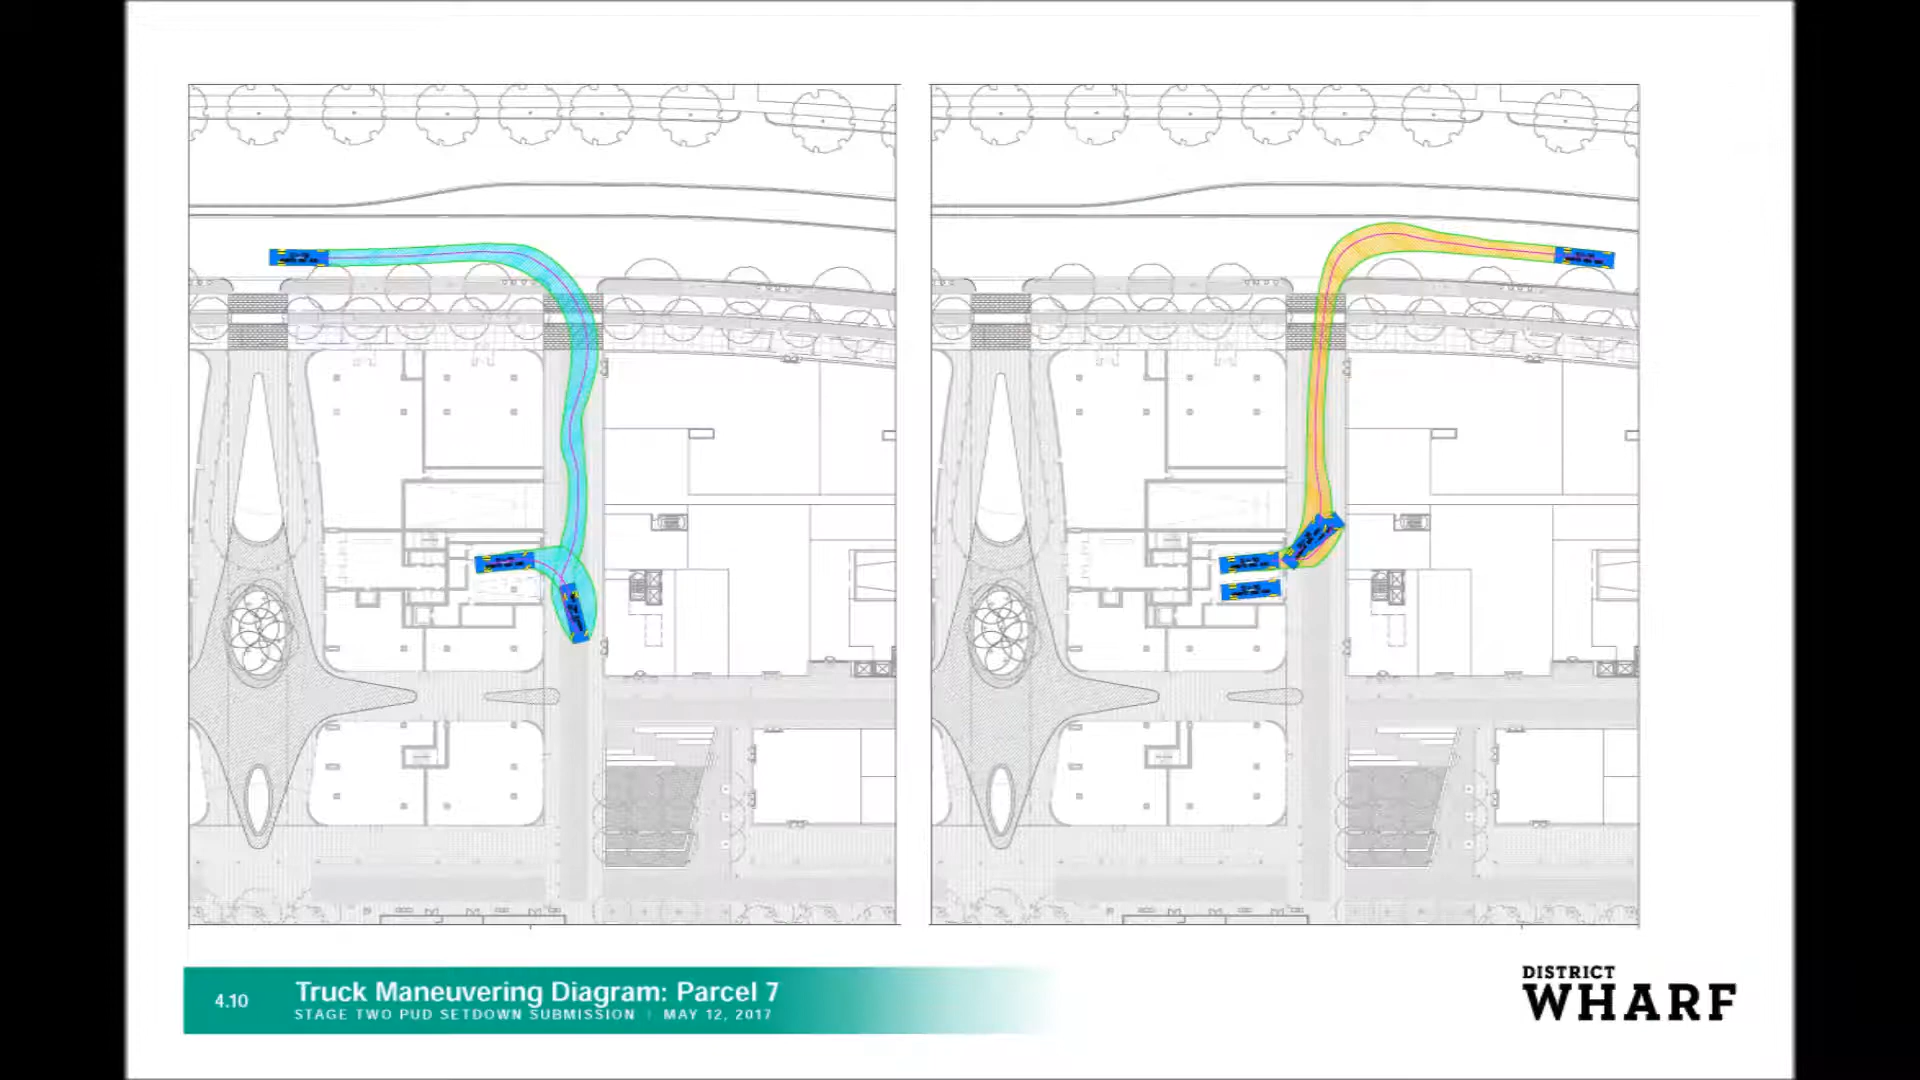 4.10
Truck Maneuvering Diagram: Parcel 7
STAGE TWO PUD SETDOWN SUBMISSION | MAY 12, 2017
DISTRICT
WHARF